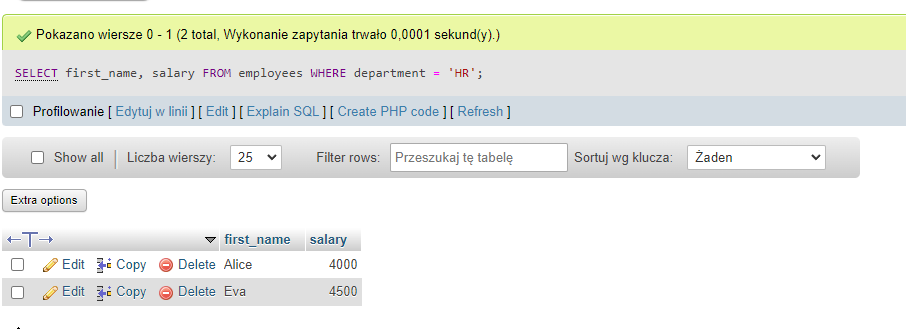 Pokazano wiersze 0 - 1 (2 total, Wykonanie zapytania trwało 0,0001 sekund(y).)
SELECT first_name, salary FROM employees WHERE department = 'HR';
Profilowanie [ Edytuj w linii ] [ Edit ] [ Explain SQL ] [ Create PHP code ] [ Refresh ]
Show all | Liczba wierszy: 25 Filter rows: Przeszukaj tę tabelę Sortuj wg klucza: Żaden
Extra options
←T→ first_name salary
Edit Copy Delete Alice 4000
Edit Copy Delete Eva 4500